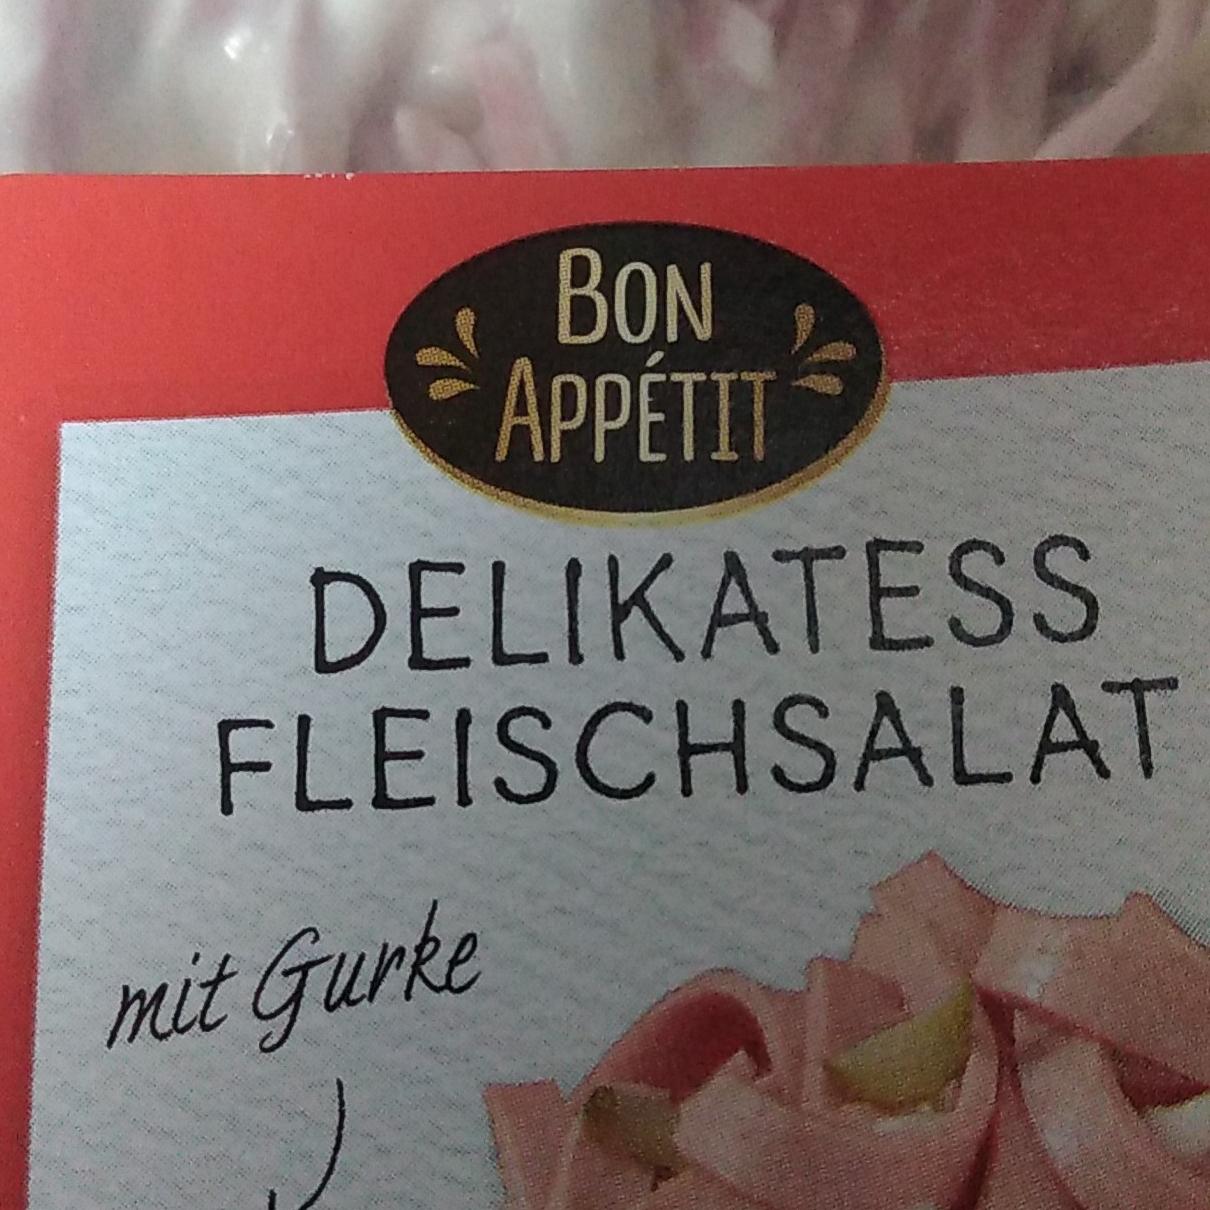 BON
APPÉTIT
DELIKATESS
FLEISCHSALAT
mit Gurke